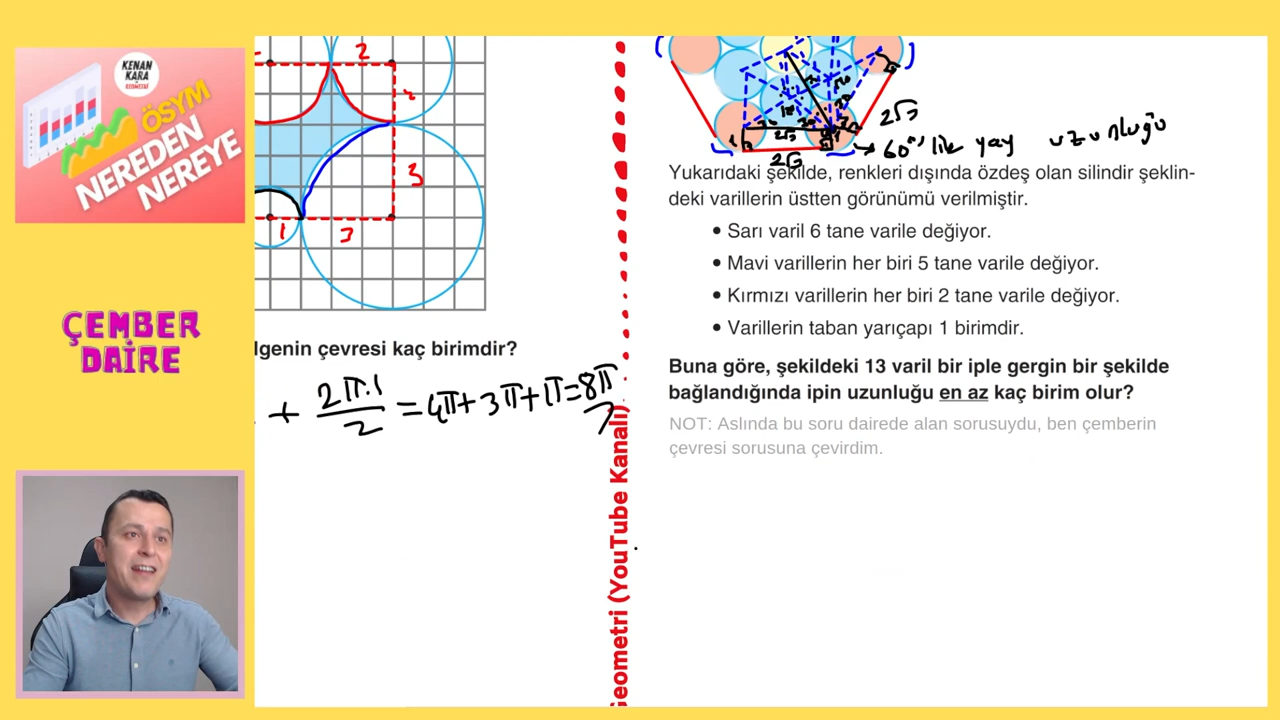 KENAN
KARA
GEOMETRİ
ÖSYM
NEREDEN
NEREYE
ÇEMBER
DAİRE
2
3
1
3
lgenin çevresi kaç birimdir?
+ 2π.1/2 = 4π+3π+1π=8π
Geometri (YouTube Kanalı)
2√3
2√3
2√3
60°'lik yay uzunluğu
Yukarıdaki şekilde, renkleri dışında özdeş olan silindir şeklin-
deki varillerin üstten görünümü verilmiştir.
• Sarı varil 6 tane varile değiyor.
• Mavi varillerin her biri 5 tane varile değiyor.
• Kırmızı varillerin her biri 2 tane varile değiyor.
• Varillerin taban yarıçapı 1 birimdir.
Buna göre, şekildeki 13 varil bir iple gergin bir şekilde
bağlandığında ipin uzunluğu en az kaç birim olur?
NOT: Aslında bu soru dairede alan sorusuydu, ben çemberin
çevresi sorusuna çevirdim.